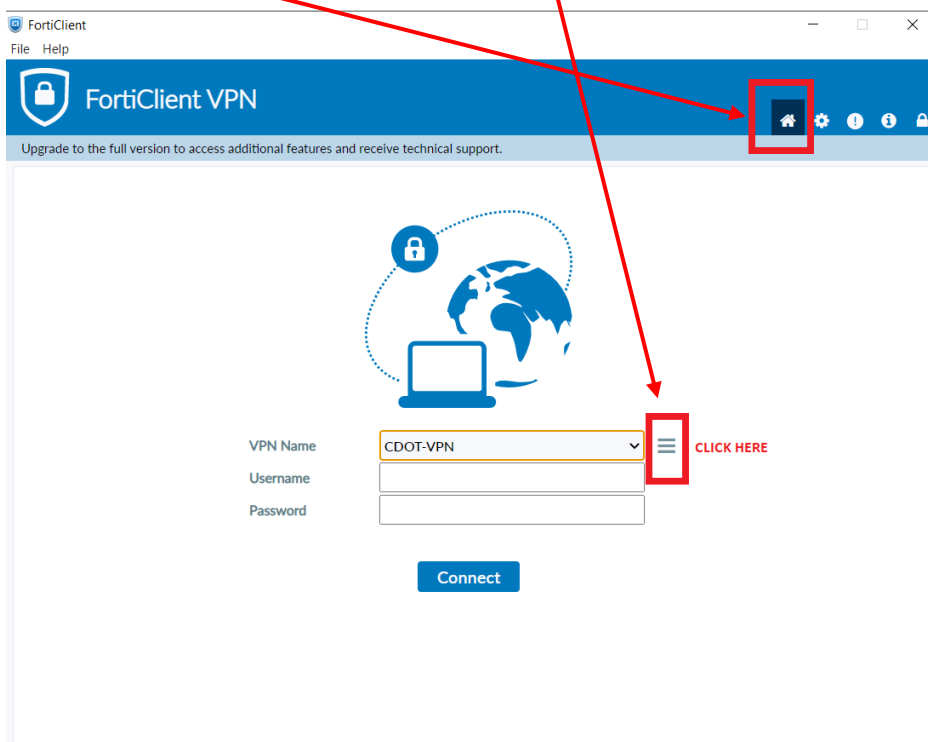 FortiClient
File Help
FortiClient VPN
Upgrade to the full version to access additional features and receive technical support.
VPN Name CDOT-VPN CLICK HERE
Username
Password
Connect